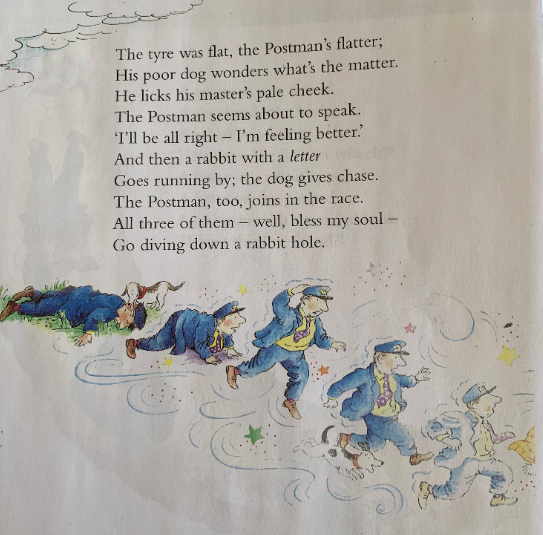 The tyre was flat, the Postman's flatter;
His poor dog wonders what's the matter.
He licks his master's pale cheek.
The Postman seems about to speak.
‘I'll be all right – I'm feeling better.’
And then a rabbit with a letter
Goes running by; the dog gives chase.
The Postman, too, joins in the race.
All three of them – well, bless my soul –
Go diving down a rabbit hole.